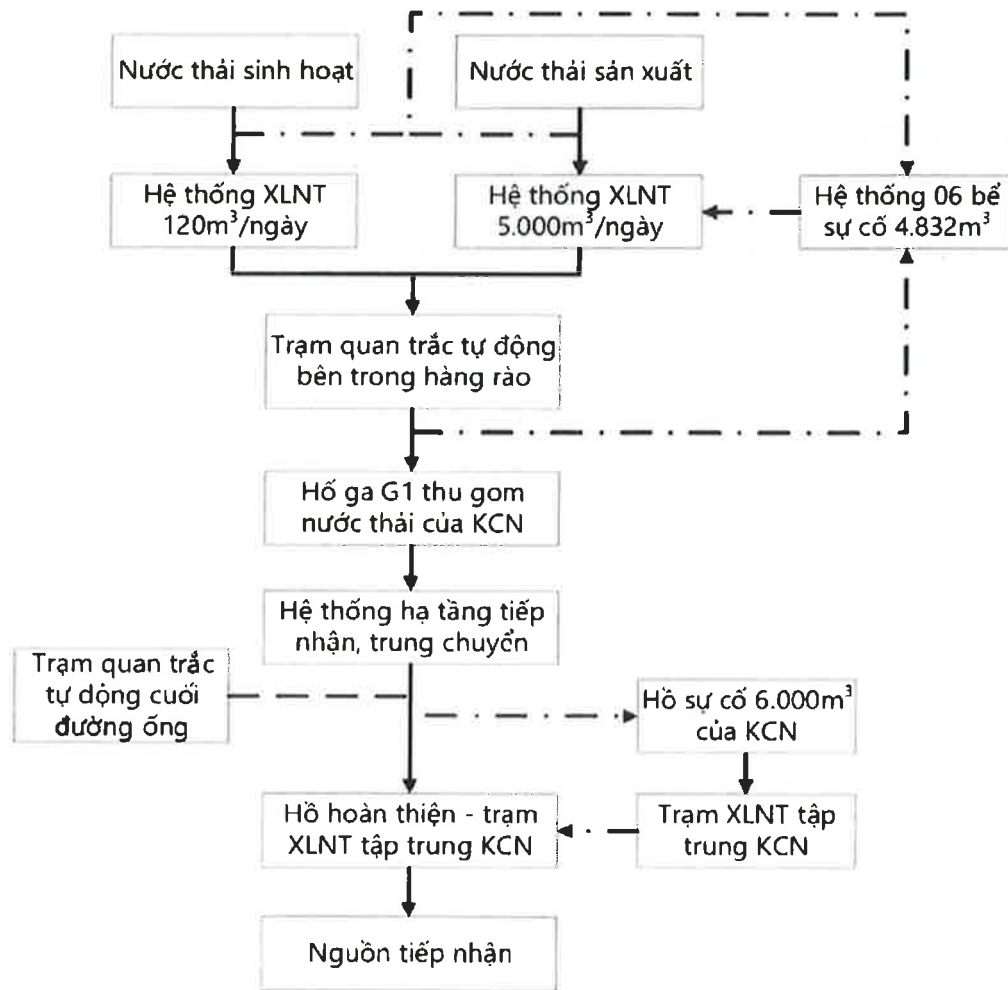 Nước thải sinh hoạt
Nước thải sản xuất
Hệ thống XLNT
120m³/ngày
Hệ thống XLNT
5.000m³/ngày
Hệ thống 06 bể
sự cố 4.832m³
Trạm quan trắc tự động
bên trong hàng rào
Hố ga G1 thu gom
nước thải của KCN
Hệ thống hạ tầng tiếp
nhận, trung chuyển
Trạm quan trắc
tự động cuối
đường ống
Hồ sự cố 6.000m³
của KCN
Hồ hoàn thiện - trạm
XLNT tập trung KCN
Trạm XLNT tập
trung KCN
Nguồn tiếp nhận